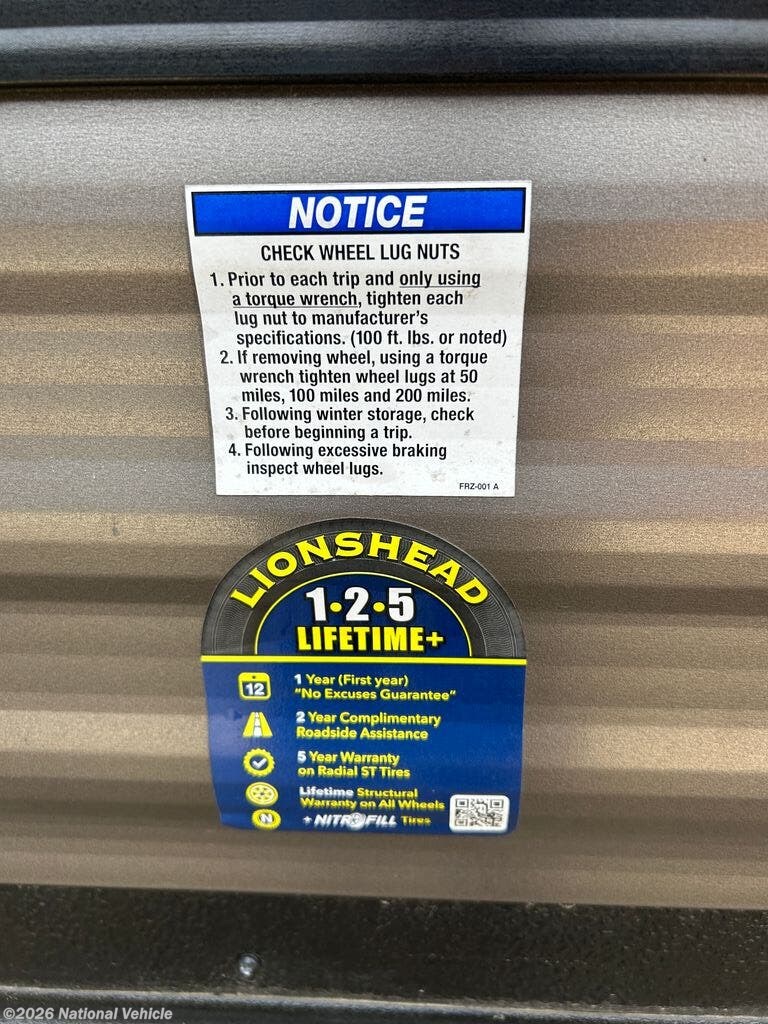 NOTICE
CHECK WHEEL LUG NUTS
1. Prior to each trip and only using
a torque wrench, tighten each
lug nut to manufacturer's
specifications. (100 ft. lbs. or noted)
2. If removing wheel, using a torque
wrench tighten wheel lugs at 50
miles, 100 miles and 200 miles.
3. Following winter storage, check
before beginning a trip.
4. Following excessive braking
inspect wheel lugs.
FRZ-001 A
LIONSHEAD
1•2•5
LIFETIME+
12
1 Year (First year)
"No Excuses Guarantee"
2 Year Complimentary
Roadside Assistance
5 Year Warranty
on Radial ST Tires
Lifetime Structural
Warranty on All Wheels
N
+ NITROFILL Tires
©2026 National Vehicle